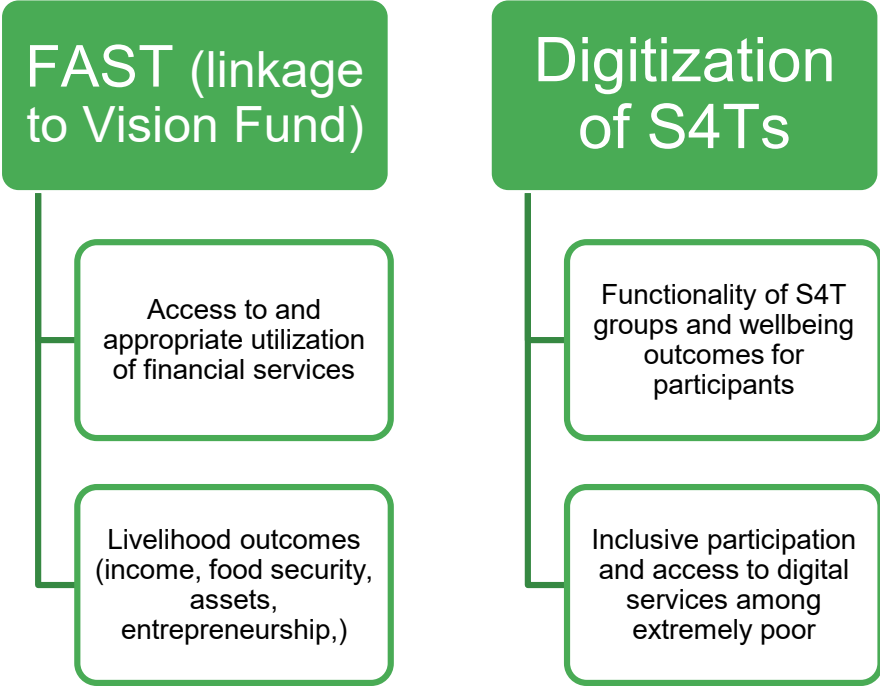 FAST (linkage
to Vision Fund)
Access to and
appropriate utilization
of financial services
Livelihood outcomes
(income, food security,
assets,
entrepreneurship,)
Digitization
of S4Ts
Functionality of S4T
groups and wellbeing
outcomes for
participants
Inclusive participation
and access to digital
services among
extremely poor